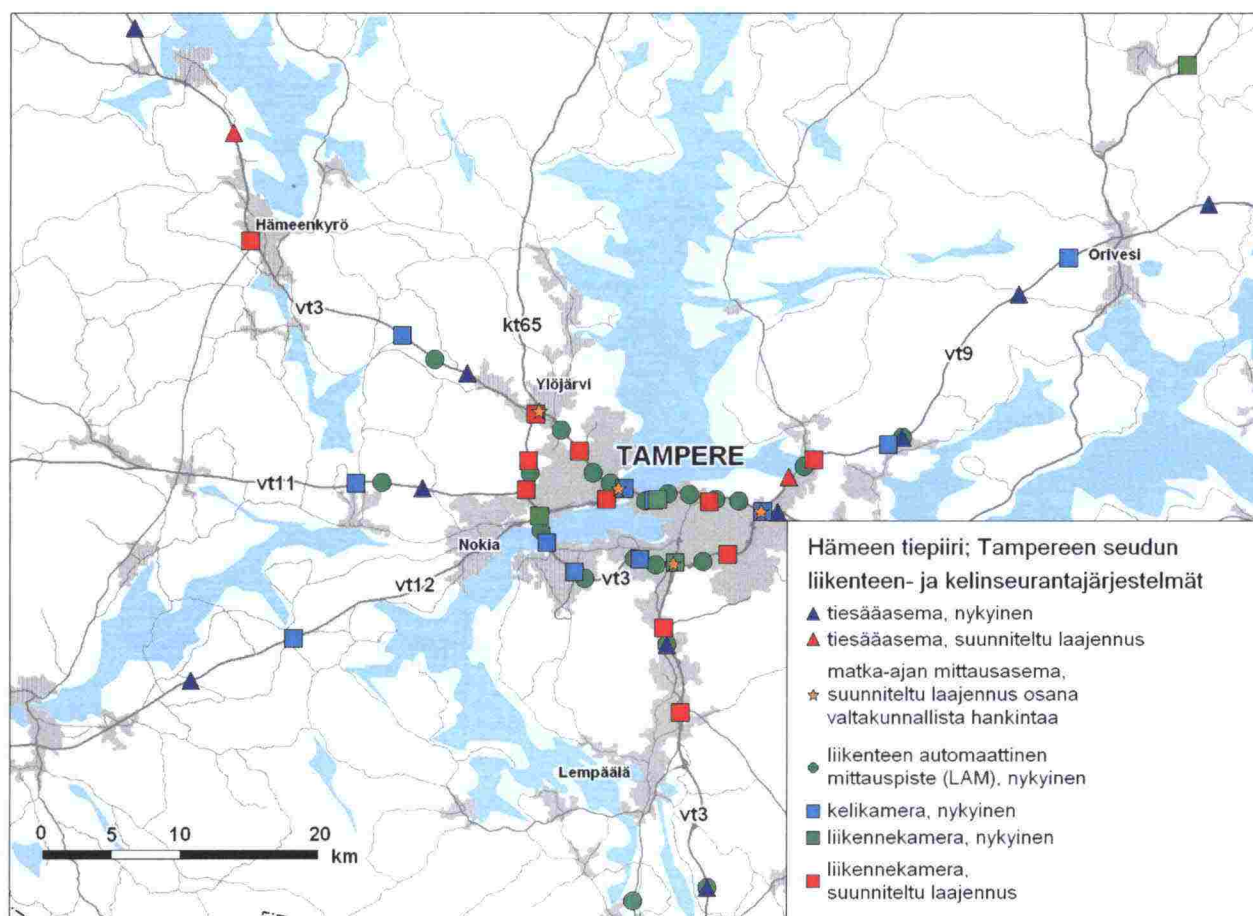 Hämeenkyrö
Orivesi
vt3
kt65
vt9
Ylöjärvi
TAMPERE
vt11
Nokia
vt3
vt12
Lempäälä
vt3
0 5 10 20
km
Hämeen tiepiiri; Tampereen seudun
liikenteen- ja kelinseurantajärjestelmät
tiesääasema, nykyinen
tiesääasema, suunniteltu laajennus
matka-ajan mittausasema,
suunniteltu laajennus osana
valtakunnallista hankintaa
liikenteen automaattinen
mittauspiste (LAM), nykyinen
kelikamera, nykyinen
liikennekamera, nykyinen
liikennekamera,
suunniteltu laajennus